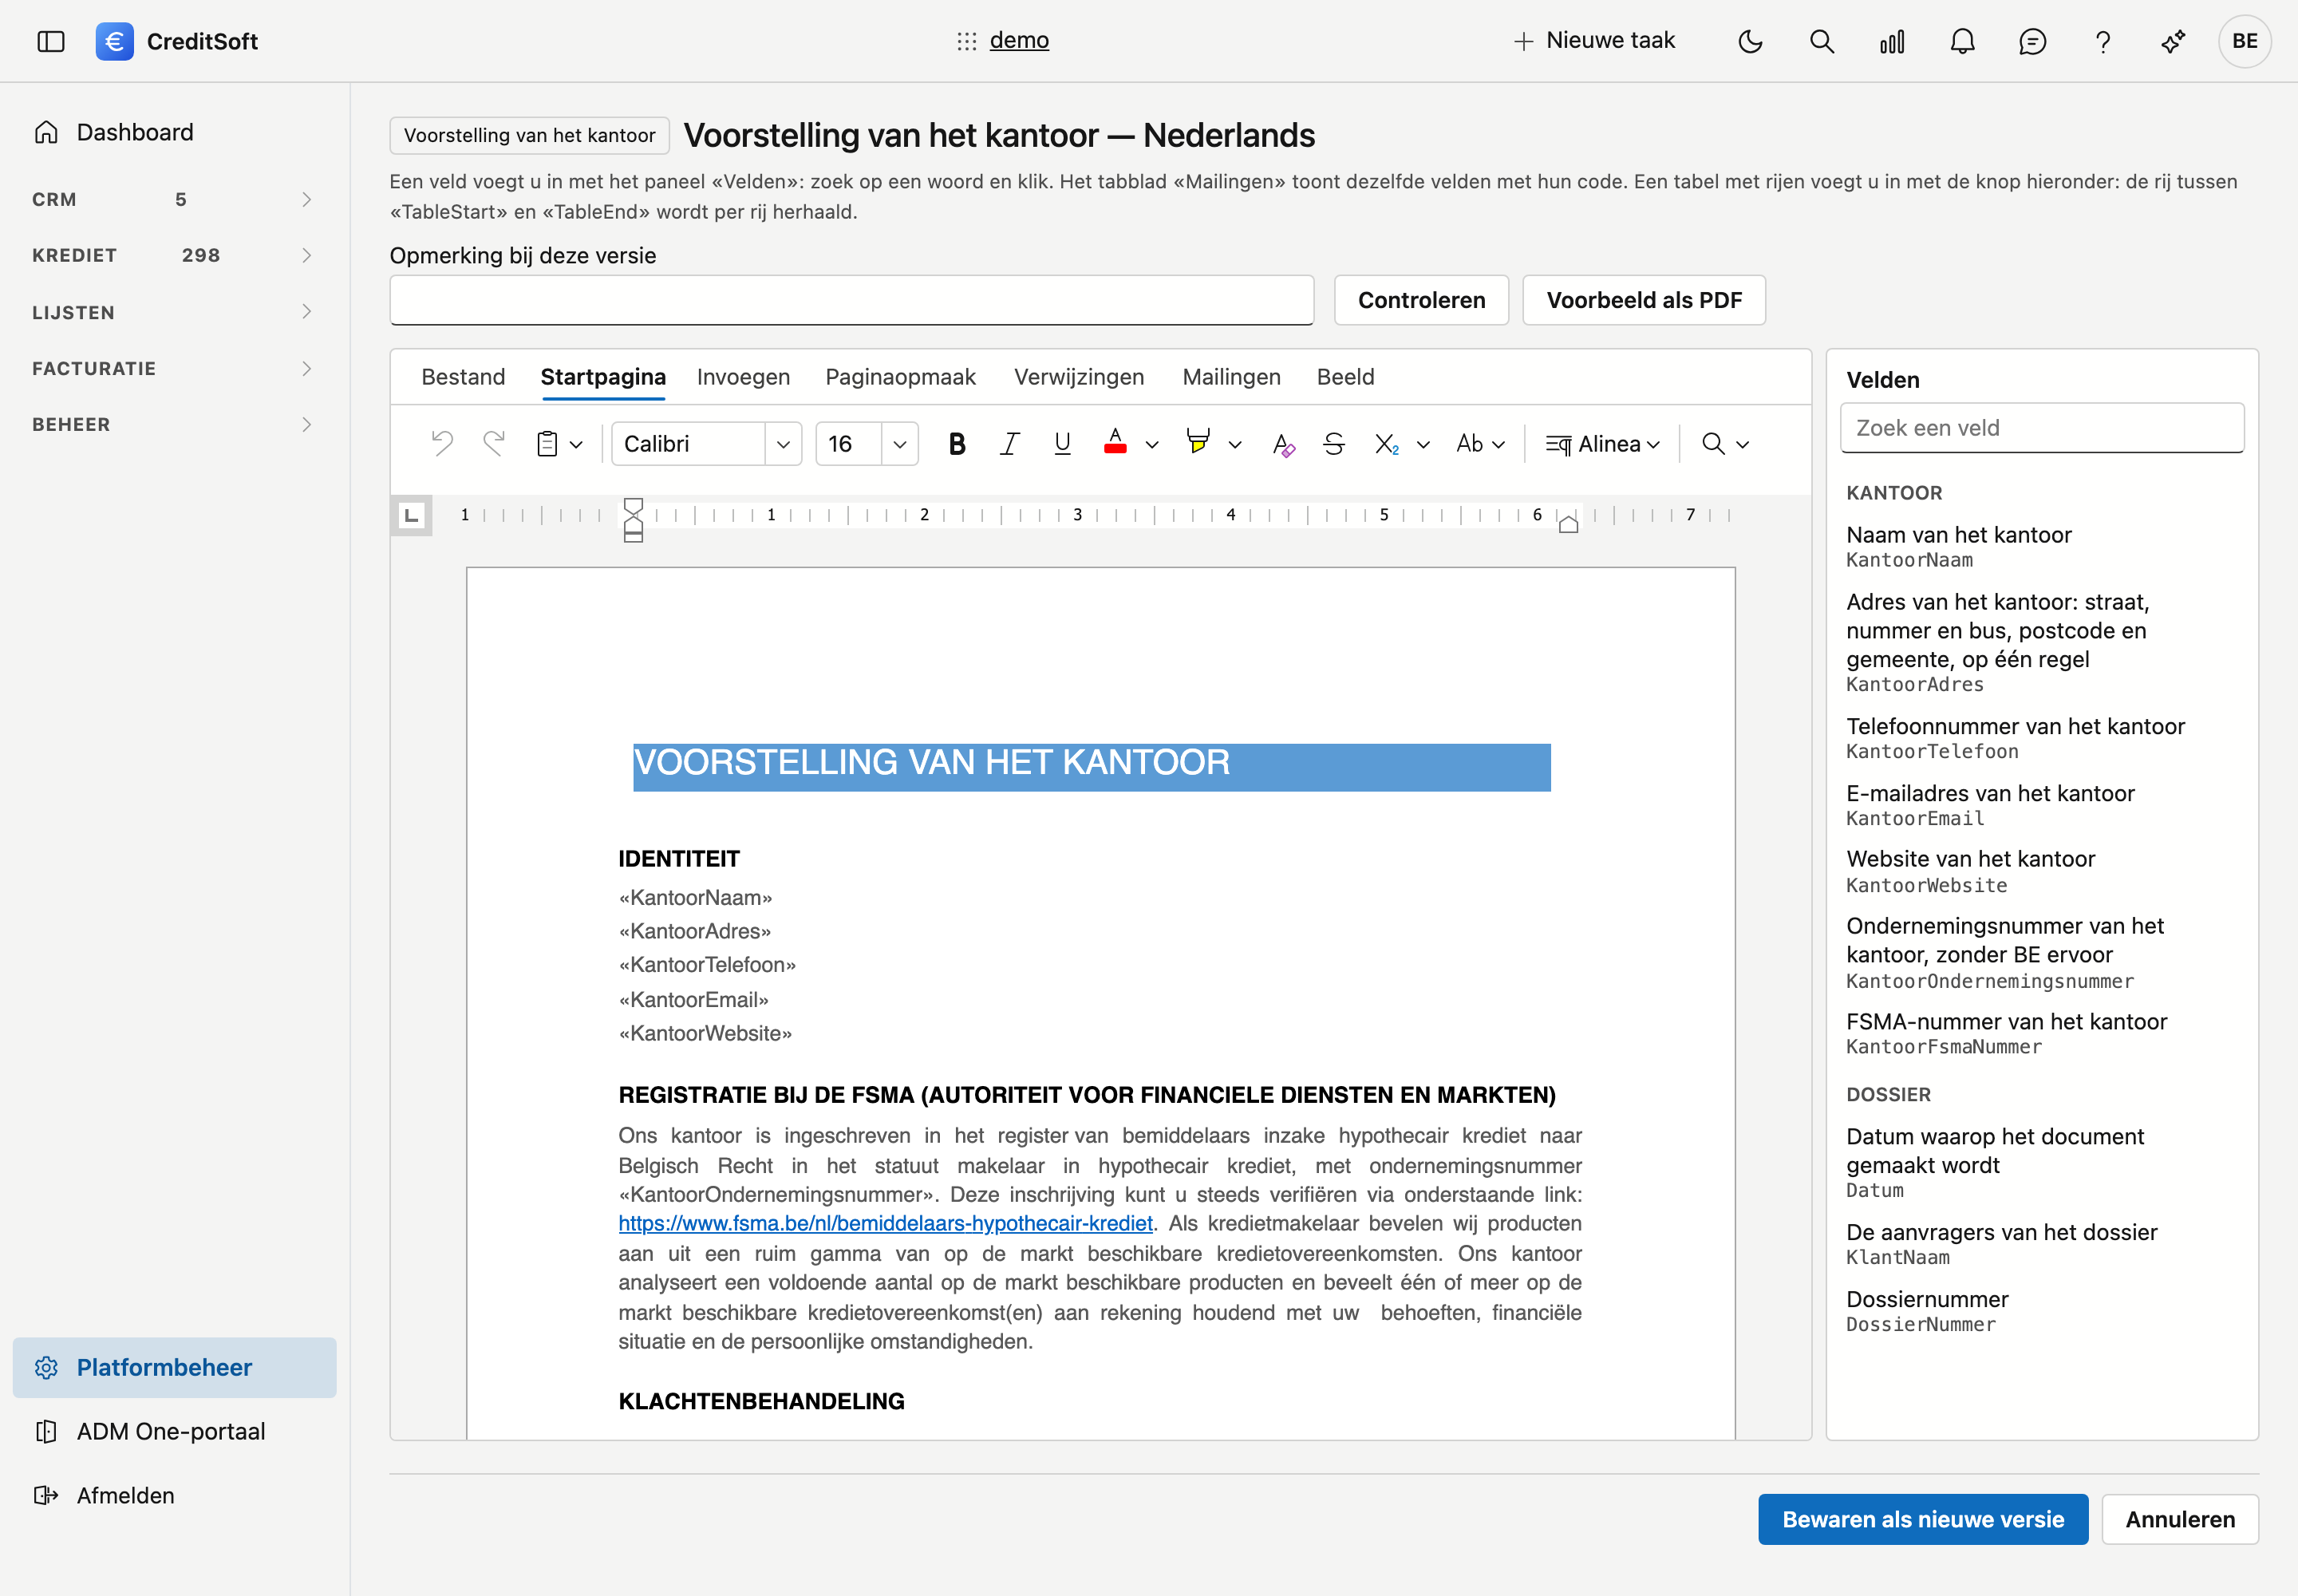 CreditSoft
demo
Nieuwe taak
BE
Dashboard
CRM 5
KREDIET 298
LIJSTEN
FACTURATIE
BEHEER
Platformbeheer
ADM One-portaal
Afmelden
Voorstelling van het kantoor
Voorstelling van het kantoor — Nederlands
Een veld voegt u in met het paneel «Velden»: zoek op een woord en klik. Het tabblad «Mailingen» toont dezelfde velden met hun code. Een tabel met rijen voegt u in met de knop hieronder: de rij tussen
«TableStart» en «TableEnd» wordt per rij herhaald.
Opmerking bij deze versie
Controleren
Voorbeeld als PDF
Bestand Startpagina Invoegen Paginaopmaak Verwijzingen Mailingen Beeld
Calibri 16 B I U A A S X2 Ab Alinea
L 1 1 2 3 4 5 6 7
VOORSTELLING VAN HET KANTOOR
IDENTITEIT
«KantoorNaam»
«KantoorAdres»
«KantoorTelefoon»
«KantoorEmail»
«KantoorWebsite»
REGISTRATIE BIJ DE FSMA (AUTORITEIT VOOR FINANCIELE DIENSTEN EN MARKTEN)
Ons kantoor is ingeschreven in het register van bemiddelaars inzake hypothecair krediet naar
Belgisch Recht in het statuut makelaar in hypothecair krediet, met ondernemingsnummer
«KantoorOndernemingsnummer». Deze inschrijving kunt u steeds verifiëren via onderstaande link:
https://www.fsma.be/nl/bemiddelaars-hypothecair-krediet. Als kredietmakelaar bevelen wij producten
aan uit een ruim gamma van op de markt beschikbare kredietovereenkomsten. Ons kantoor
analyseert een voldoende aantal op de markt beschikbare producten en beveelt één of meer op de
markt beschikbare kredietovereenkomst(en) aan rekening houdend met uw behoeften, financiële
situatie en de persoonlijke omstandigheden.
KLACHTENBEHANDELING
Velden
Zoek een veld
KANTOOR
Naam van het kantoor
KantoorNaam
Adres van het kantoor: straat,
nummer en bus, postcode en
gemeente, op één regel
KantoorAdres
Telefoonnummer van het kantoor
KantoorTelefoon
E-mailadres van het kantoor
KantoorEmail
Website van het kantoor
KantoorWebsite
Ondernemingsnummer van het
kantoor, zonder BE ervoor
KantoorOndernemingsnummer
FSMA-nummer van het kantoor
KantoorFsmaNummer
DOSSIER
Datum waarop het document
gemaakt wordt
Datum
De aanvragers van het dossier
KlantNaam
Dossiernummer
DossierNummer
Bewaren als nieuwe versie
Annuleren